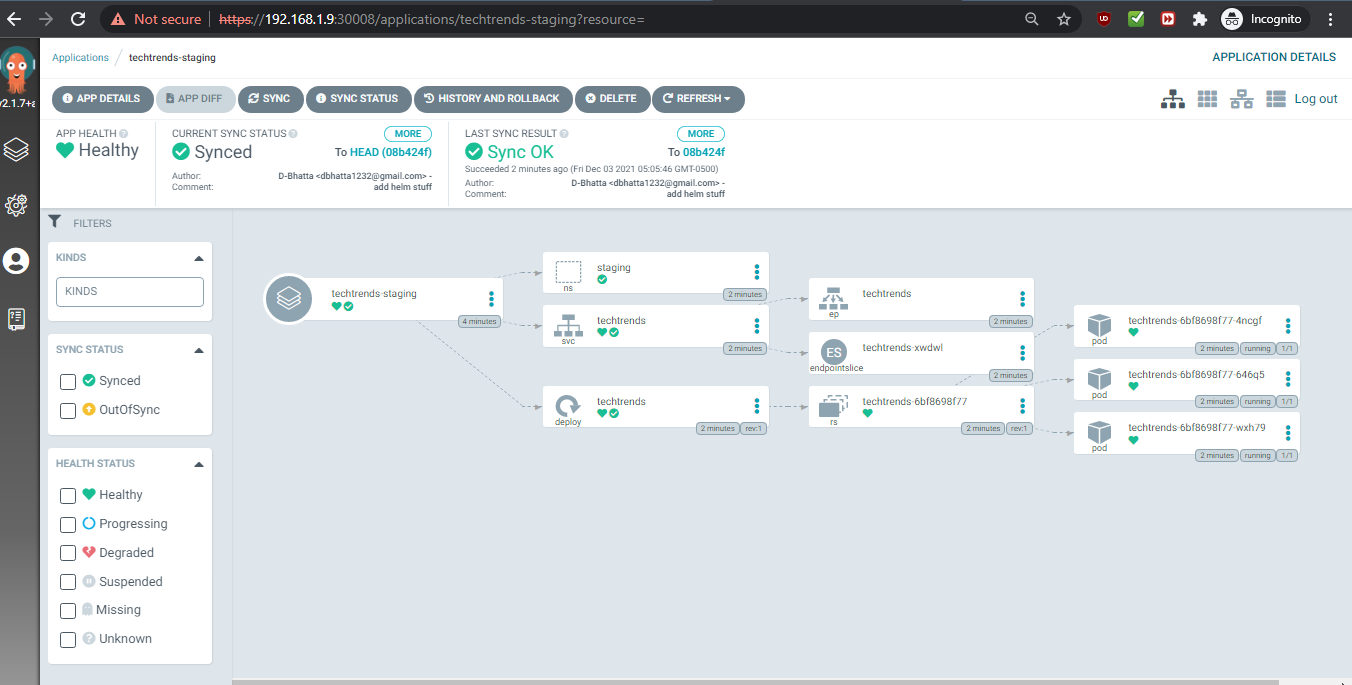 Not secure
https://192.168.1.9:30008/applications/techtrends-staging?resource=
Incognito
v2.1.7+a
Applications / techtrends-staging
APPLICATION DETAILS
APP DETAILS
APP DIFF
SYNC
SYNC STATUS
HISTORY AND ROLLBACK
DELETE
REFRESH
Log out
APP HEALTH
Healthy
CURRENT SYNC STATUS
MORE
Synced
To HEAD (08b424f)
Author:
D-Bhatta <dbhatta1232@gmail.com> -
Comment:
add helm stuff
LAST SYNC RESULT
MORE
Sync OK
To 08b424f
Succeeded 2 minutes ago (Fri Dec 03 2021 05:05:46 GMT-0500)
Author:
D-Bhatta <dbhatta1232@gmail.com> -
Comment:
add helm stuff
FILTERS
KINDS
KINDS
SYNC STATUS
Synced
OutOfSync
HEALTH STATUS
Healthy
Progressing
Degraded
Suspended
Missing
Unknown
techtrends-staging
4 minutes
ns
staging
2 minutes
svc
techtrends
2 minutes
deploy
techtrends
2 minutes
rev:1
ep
techtrends
2 minutes
ES
endpointslice
techtrends-xwdwl
2 minutes
rs
techtrends-6bf8698f77
2 minutes
rev:1
pod
techtrends-6bf8698f77-4ncgf
2 minutes
running
1/1
pod
techtrends-6bf8698f77-646q5
2 minutes
running
1/1
pod
techtrends-6bf8698f77-wxh79
2 minutes
running
1/1